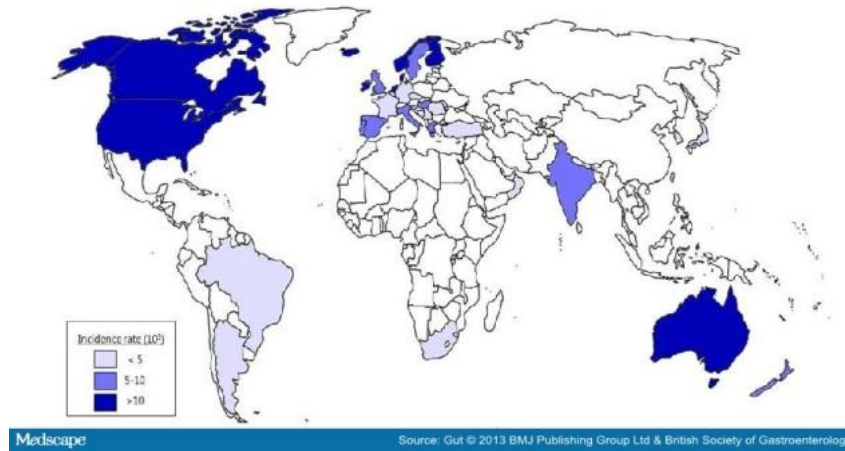 Incidence rate (10⁵)
< 5
5-10
>10
Medscape
Source: Gut © 2013 BMJ Publishing Group Ltd & British Society of Gastroenterolog